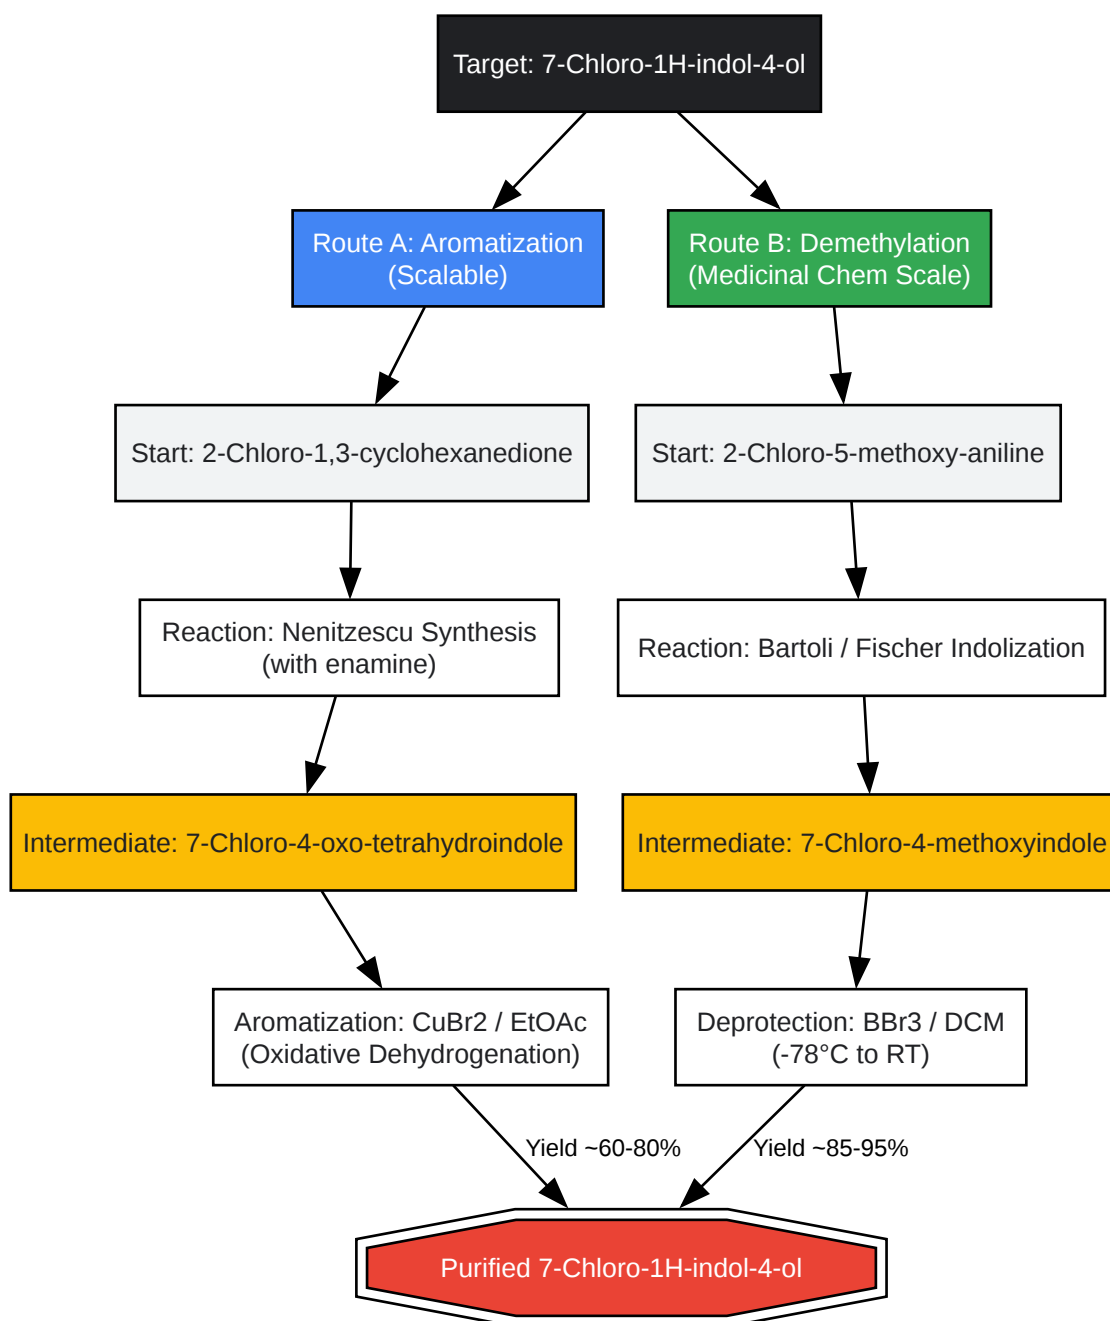 Target: 7-Chloro-1H-indol-4-ol
Route A: Aromatization
(Scalable)
Route B: Demethylation
(Medicinal Chem Scale)
Start: 2-Chloro-1,3-cyclohexanedione
Start: 2-Chloro-5-methoxy-aniline
Reaction: Nenitzescu Synthesis
(with enamine)
Reaction: Bartoli / Fischer Indolization
Intermediate: 7-Chloro-4-oxo-tetrahydroindole
Intermediate: 7-Chloro-4-methoxyindole
Aromatization: CuBr2 / EtOAc
(Oxidative Dehydrogenation)
Deprotection: BBr3 / DCM
(-78°C to RT)
Yield ~60-80%
Yield ~85-95%
Purified 7-Chloro-1H-indol-4-ol